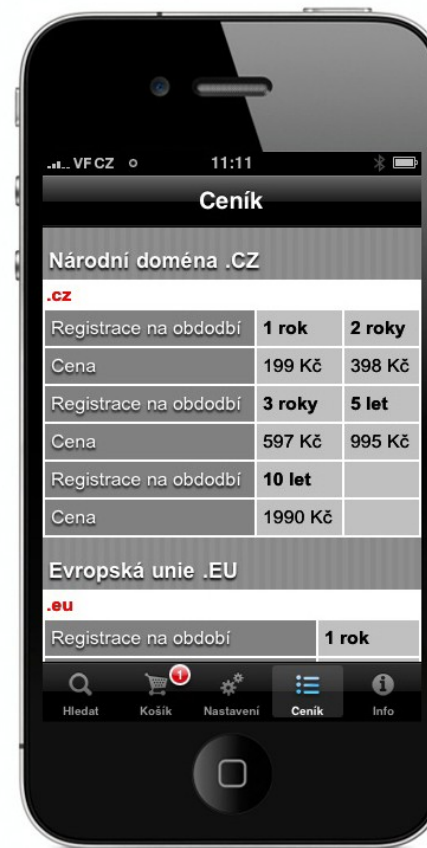 VF CZ 11:11
Ceník
Národní doména .CZ
.cz
Registrace na obdodbí 1 rok 2 roky
Cena 199 Kč 398 Kč
Registrace na obdodbí 3 roky 5 let
Cena 597 Kč 995 Kč
Registrace na obdodbí 10 let
Cena 1990 Kč
Evropská unie .EU
.eu
Registrace na období 1 rok
1
Hledat Košík Nastavení Ceník Info